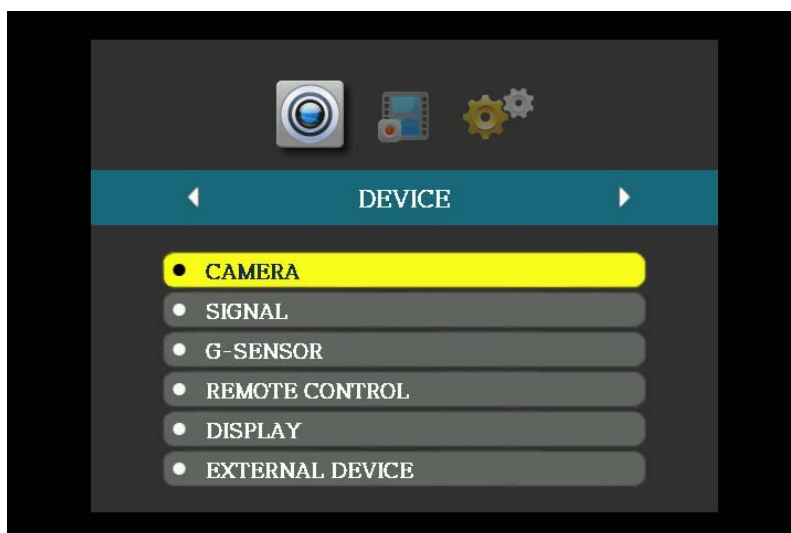 DEVICE
CAMERA
SIGNAL
G-SENSOR
REMOTE CONTROL
DISPLAY
EXTERNAL DEVICE